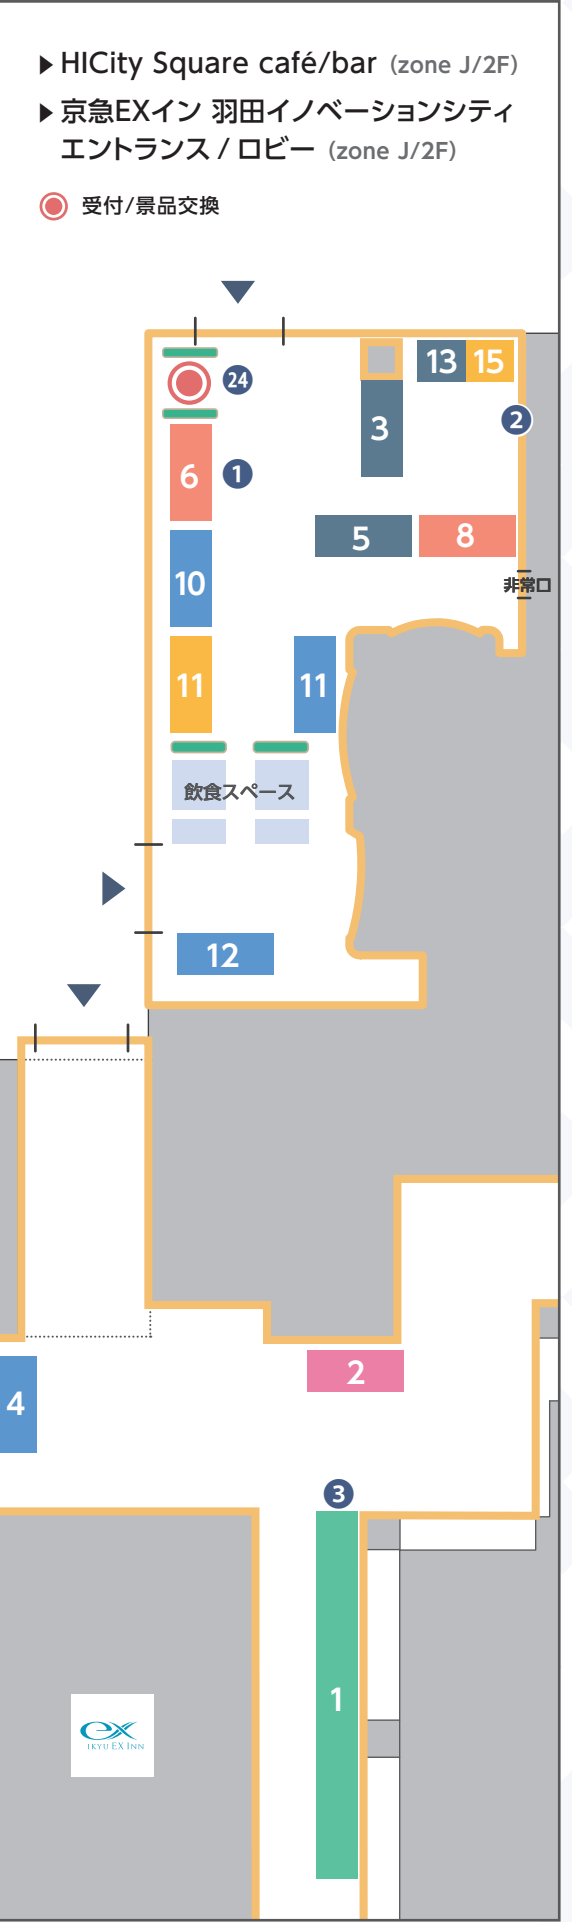 HICity Square café/bar (zone J/2F)
京急EXイン 羽田イノベーションシティ
エントランス / ロビー (zone J/2F)
受付/景品交換
13 15
24
3
2
6 1
5 8
10
非常口
11 11
飲食スペース
12
2
4
3
1
ex
IKYU EX INN